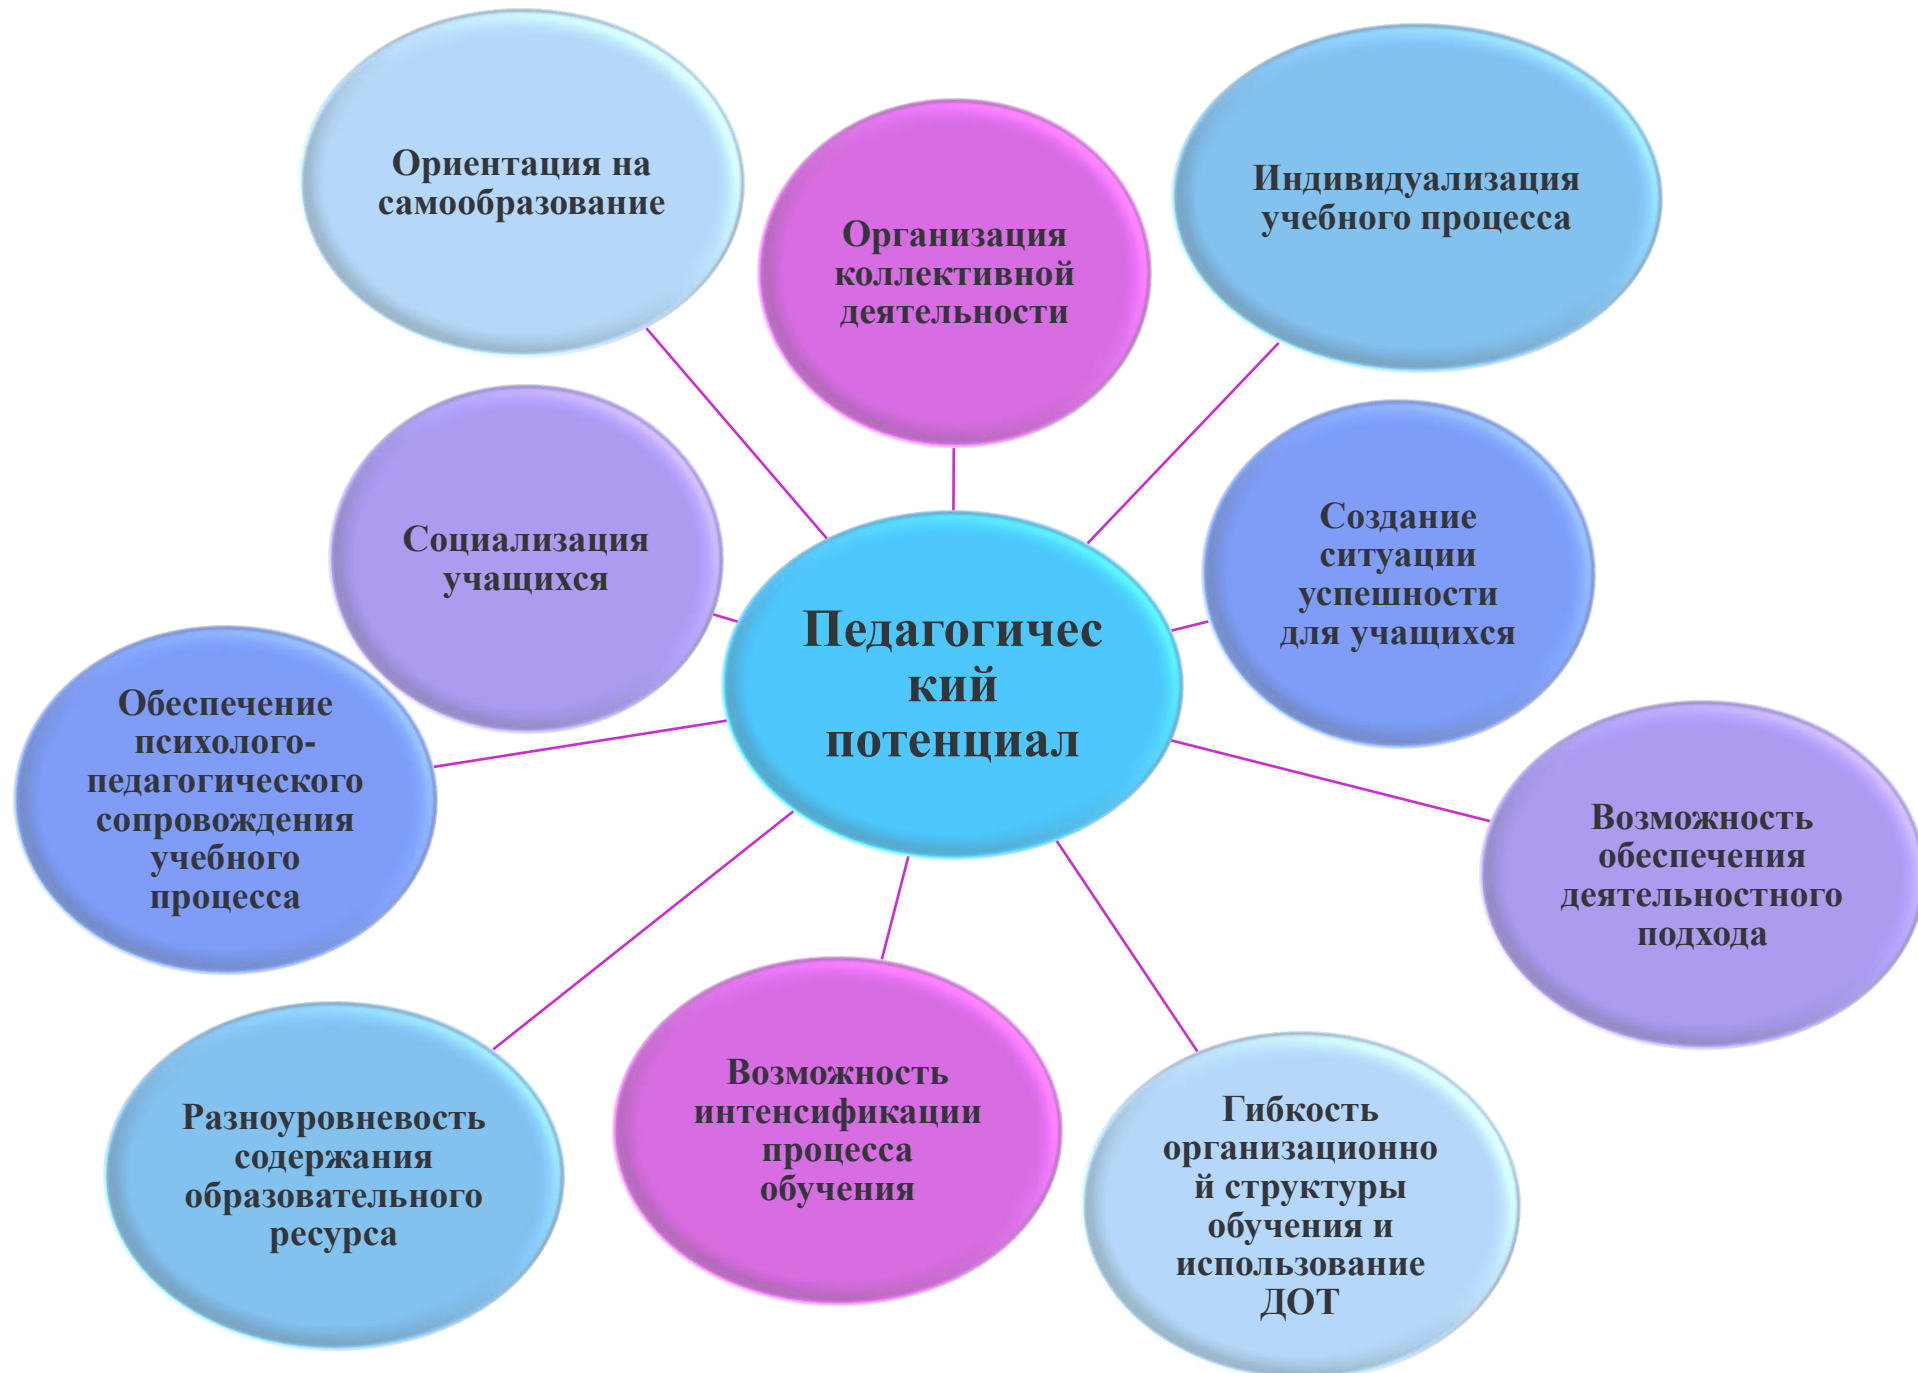 Ориентация на
самообразование
Организация
коллективной
деятельности
Индивидуализация
учебного процесса
Социализация
учащихся
Создание
ситуации
успешности
для учащихся
Педагогичес
кий
потенциал
Обеспечение
психолого-
педагогического
сопровождения
учебного
процесса
Возможность
обеспечения
деятельностного
подхода
Разноуровневость
содержания
образовательного
ресурса
Возможность
интенсификации
процесса
обучения
Гибкость
организационно
й структуры
обучения и
использование
ДОТ